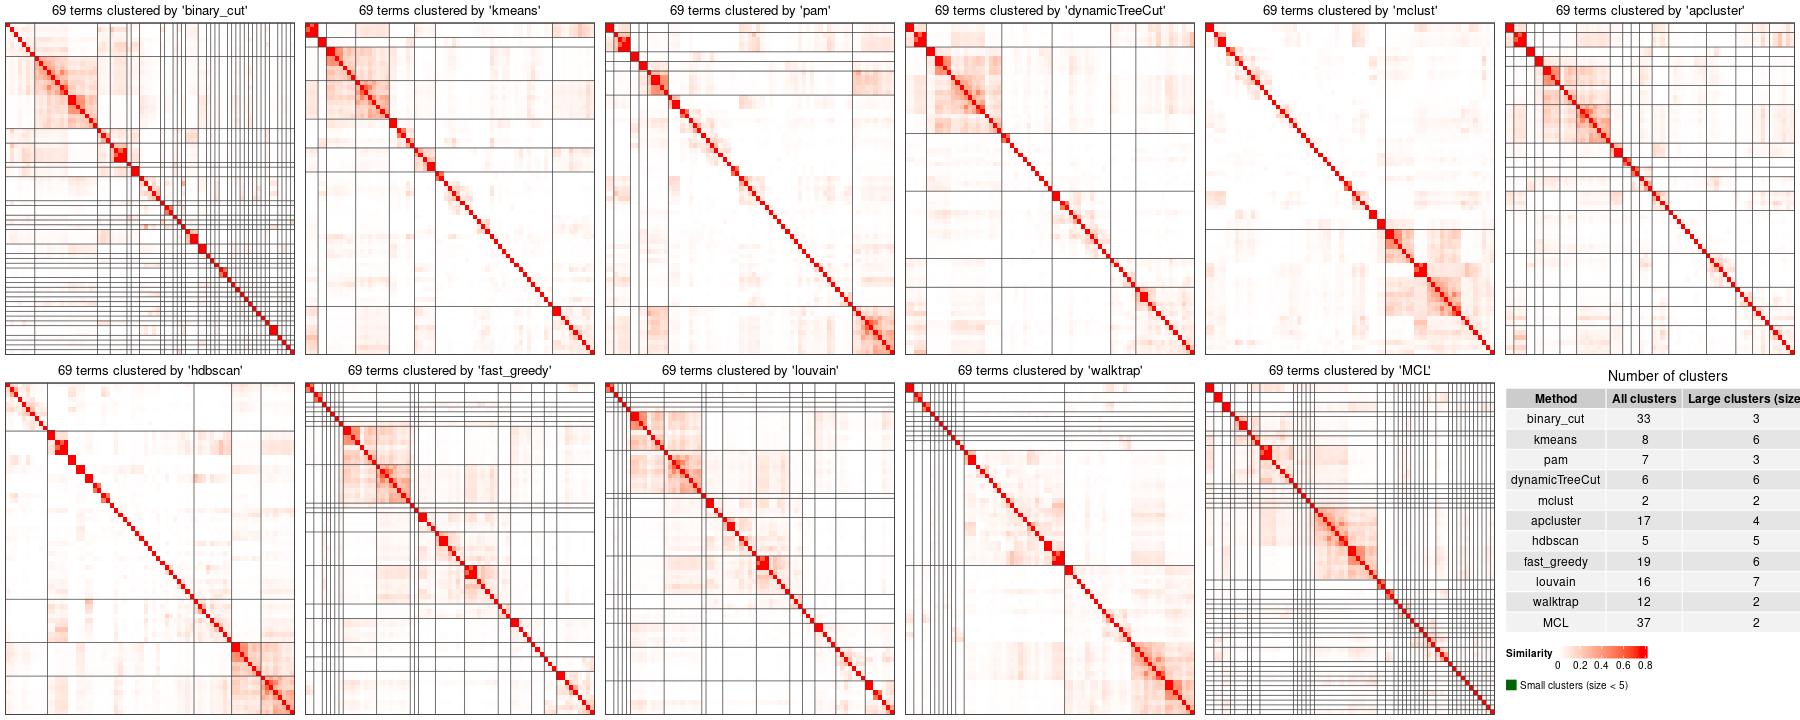 69 terms clustered by 'binary_cut'
69 terms clustered by 'kmeans'
69 terms clustered by 'pam'
69 terms clustered by 'dynamicTreeCut'
69 terms clustered by 'mclust'
69 terms clustered by 'apcluster'
69 terms clustered by 'hdbscan'
69 terms clustered by 'fast_greedy'
69 terms clustered by 'louvain'
69 terms clustered by 'walktrap'
69 terms clustered by 'MCL'
Number of clusters
Method All clusters Large clusters (size
binary_cut 33 3
kmeans 8 6
pam 7 3
dynamicTreeCut 6 6
mclust 2 2
apcluster 17 4
hdbscan 5 5
fast_greedy 19 6
louvain 16 7
walktrap 12 2
MCL 37 2
Similarity
0 0.2 0.4 0.6 0.8
Small clusters (size < 5)